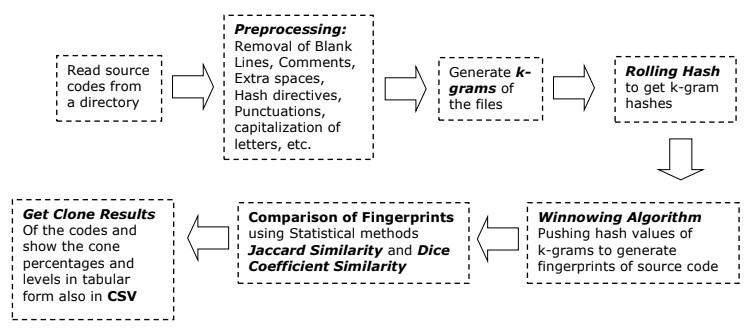 Read source
codes from
a directory
Preprocessing:
Removal of Blank
Lines, Comments,
Extra spaces,
Hash directives,
Punctuations,
capitalization of
letters, etc.
Generate k-
grams of
the files
Rolling Hash
to get k-gram
hashes
Winnowing Algorithm
Pushing hash values of
k-grams to generate
fingerprints of source code
Comparison of Fingerprints
using Statistical methods
Jaccard Similarity and Dice
Coefficient Similarity
Get Clone Results
Of the codes and
show the cone
percentages and
levels in tabular
form also in CSV